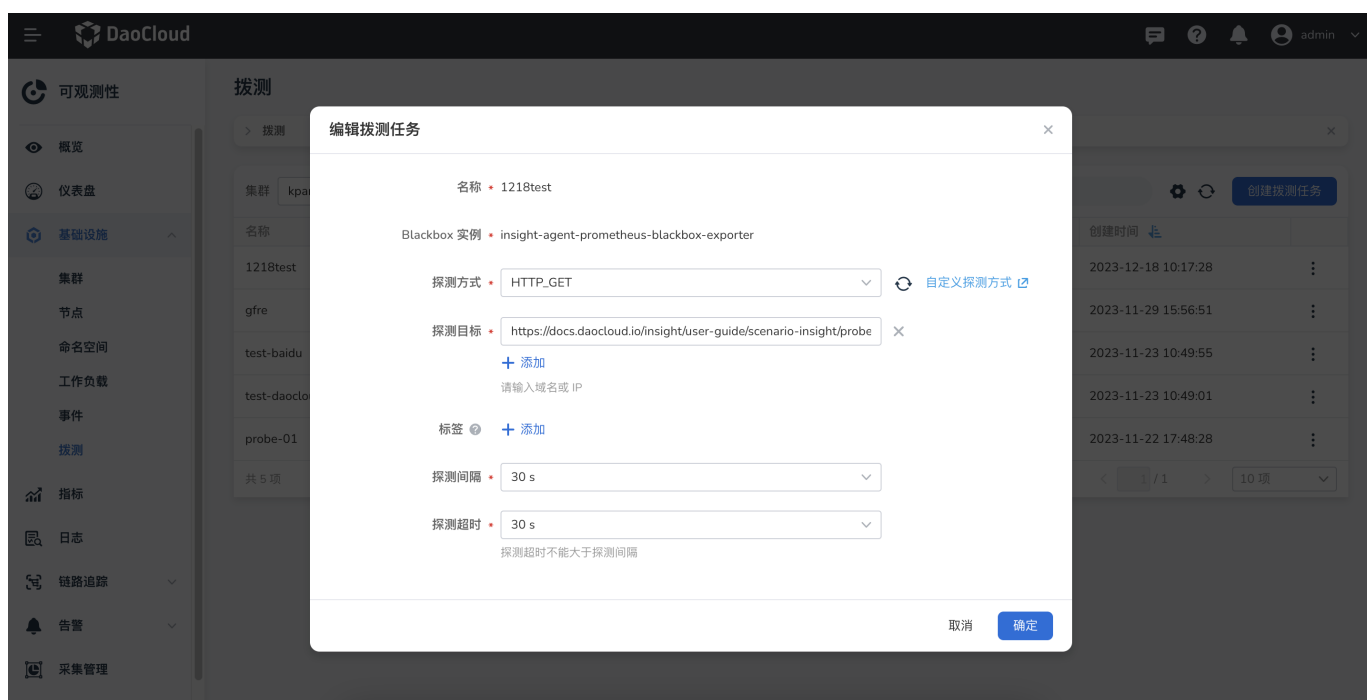 DaoCloud
admin
可观测性
概览
仪表盘
基础设施
集群
节点
命名空间
工作负载
事件
拨测
指标
日志
链路追踪
告警
采集管理
拨测
> 拨测
集群 kpan
创建拨测任务
名称
创建时间
1218test
2023-12-18 10:17:28
gfre
2023-11-29 15:56:51
test-baidu
2023-11-23 10:49:55
test-daoclo
2023-11-23 10:49:01
probe-01
2023-11-22 17:48:28
共 5 项
1 / 1
10 项
编辑拨测任务
名称 • 1218test
Blackbox 实例 • insight-agent-prometheus-blackbox-exporter
探测方式 • HTTP_GET 自定义探测方式
探测目标 • https://docs.daocloud.io/insight/user-guide/scenario-insight/probe
+ 添加
请输入域名或 IP
标签 + 添加
探测间隔 • 30 s
探测超时 • 30 s
探测超时不能大于探测间隔
取消 确定